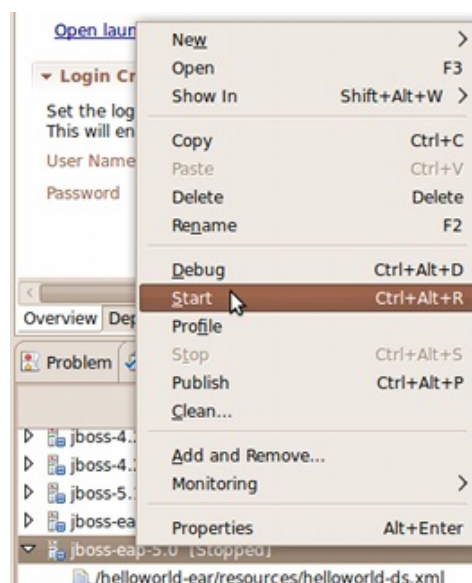 Open laun
Login Cr
Set the log
This will en
User Name
Password
Overview Dep
Problem
jboss-4.
jboss-4.
jboss-5.
jboss-ea
jboss-eap-5.0 [Stopped]
/helloworld-ear/resources/helloworld-ds.xml
New >
Open F3
Show In Shift+Alt+W >
Copy Ctrl+C
Paste Ctrl+V
Delete Delete
Rename F2
Debug Ctrl+Alt+D
Start Ctrl+Alt+R
Profile
Stop Ctrl+Alt+S
Publish Ctrl+Alt+P
Clean...
Add and Remove...
Monitoring >
Properties Alt+Enter